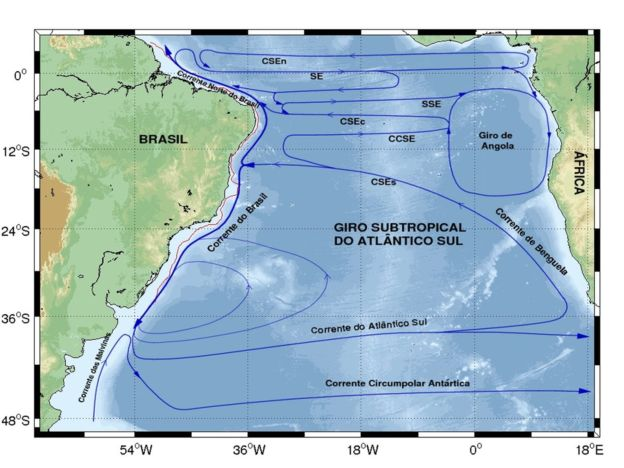 CSEn
0°
SE
Corrente Norte do Brasil
SSE
CSEc
BRASIL
CCSE
Giro de
Angola
12°S
ÁFRICA
CSEs
Corrente do Brasil
Corrente de Benguela
GIRO SUBTROPICAL
DO ATLÂNTICO SUL
24°S
36°S
Corrente do Atlântico Sul
Corrente das Malvinas
Corrente Circumpolar Antártica
48°S
54°W
36°W
18°W
0°
18°E